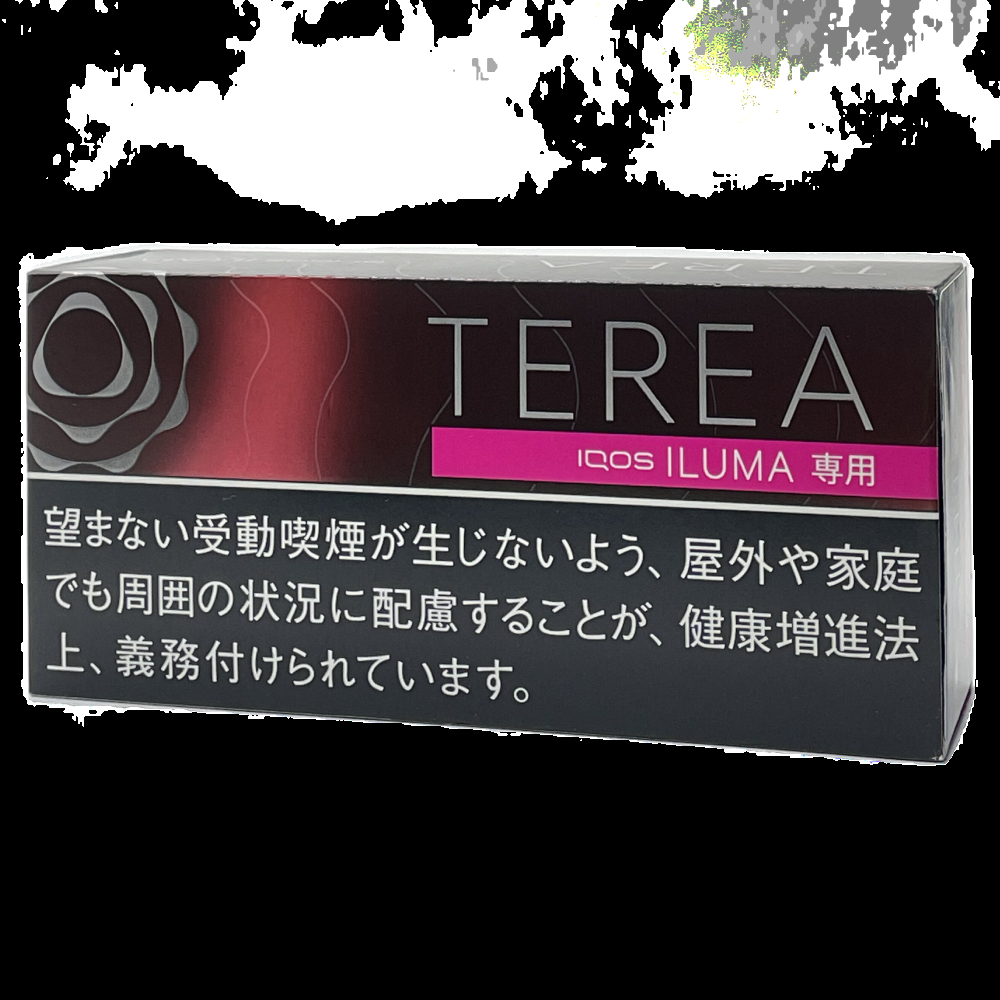 TEREA
TEREA
IQOS ILUMA 専用
望まない受動喫煙が生じないよう、屋外や家庭
でも周囲の状況に配慮することが、健康増進法
上、義務付けられています。